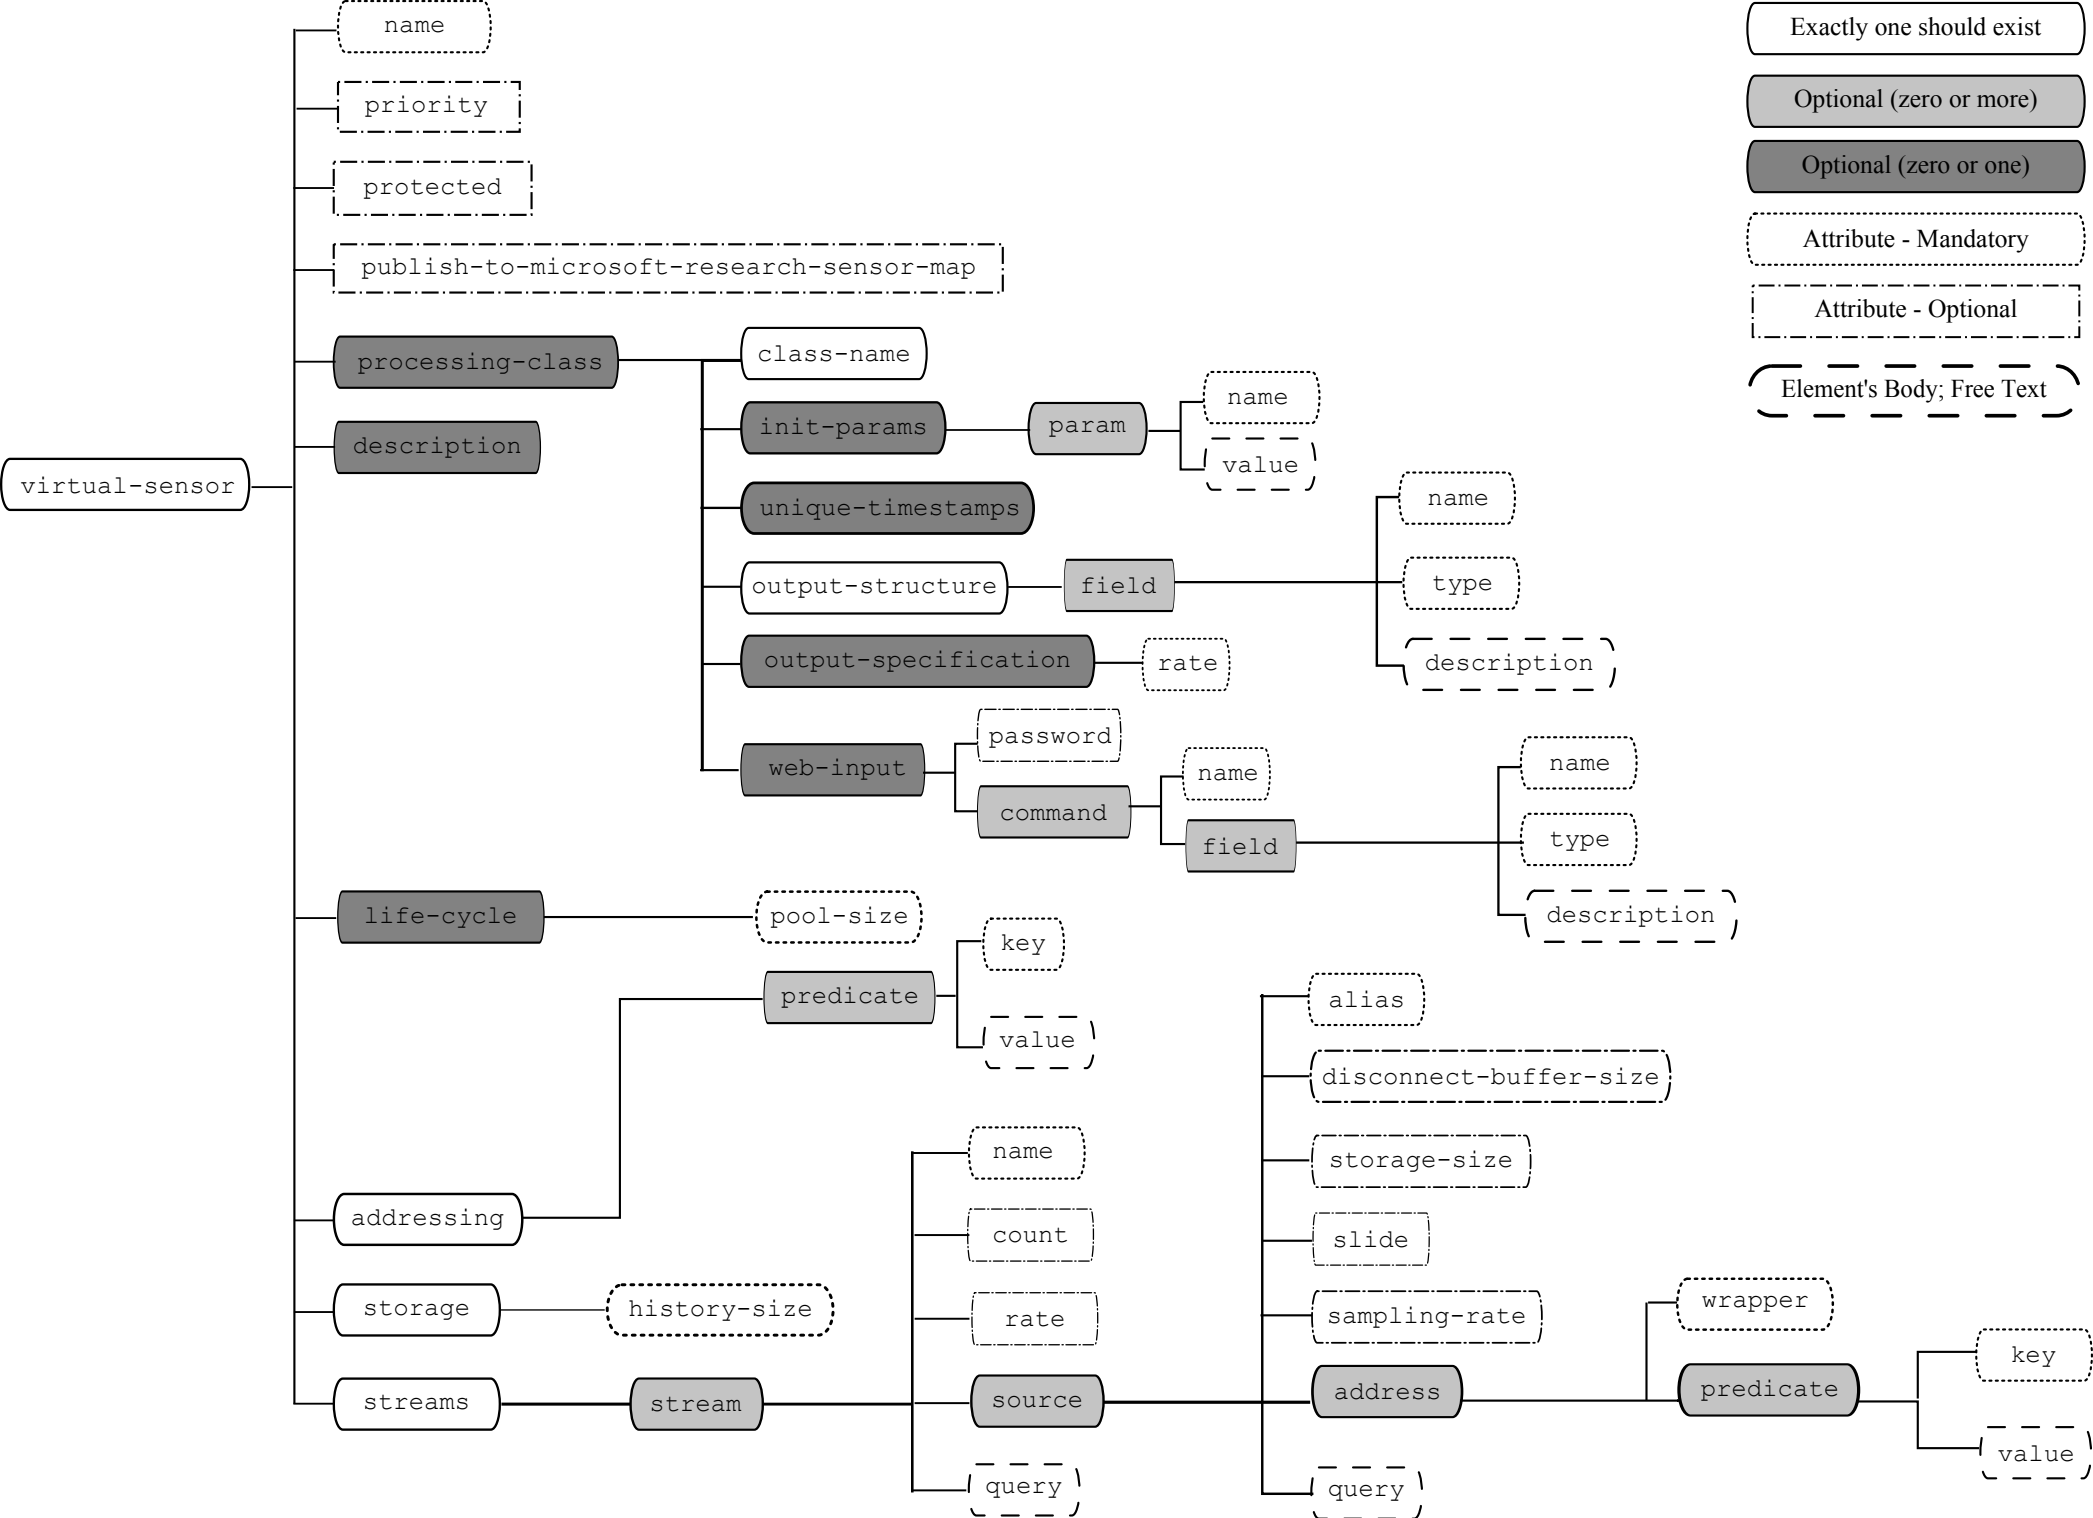 name
priority
protected
publish-to-microsoft-research-sensor-map
processing-class
description
virtual-sensor
class-name
init-params
param
name
value
unique-timestamps
output-structure
field
name
type
description
output-specification
rate
web-input
password
command
name
field
name
type
description
life-cycle
pool-size
predicate
key
value
addressing
storage
history-size
streams
stream
name
count
rate
source
query
alias
disconnect-buffer-size
storage-size
slide
sampling-rate
address
query
wrapper
predicate
key
value
Exactly one should exist
Optional (zero or more)
Optional (zero or one)
Attribute - Mandatory
Attribute - Optional
Element's Body; Free Text